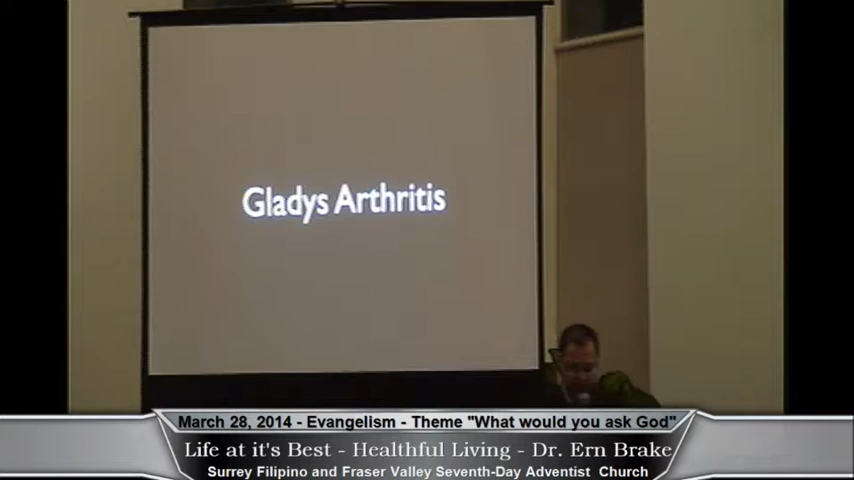 Gladys Arthritis
March 28, 2014 - Evangelism - Theme "What would you ask God"
Life at it's Best - Healthful Living - Dr. Ern Brake
Surrey Filipino and Fraser Valley Seventh-Day Adventist Church